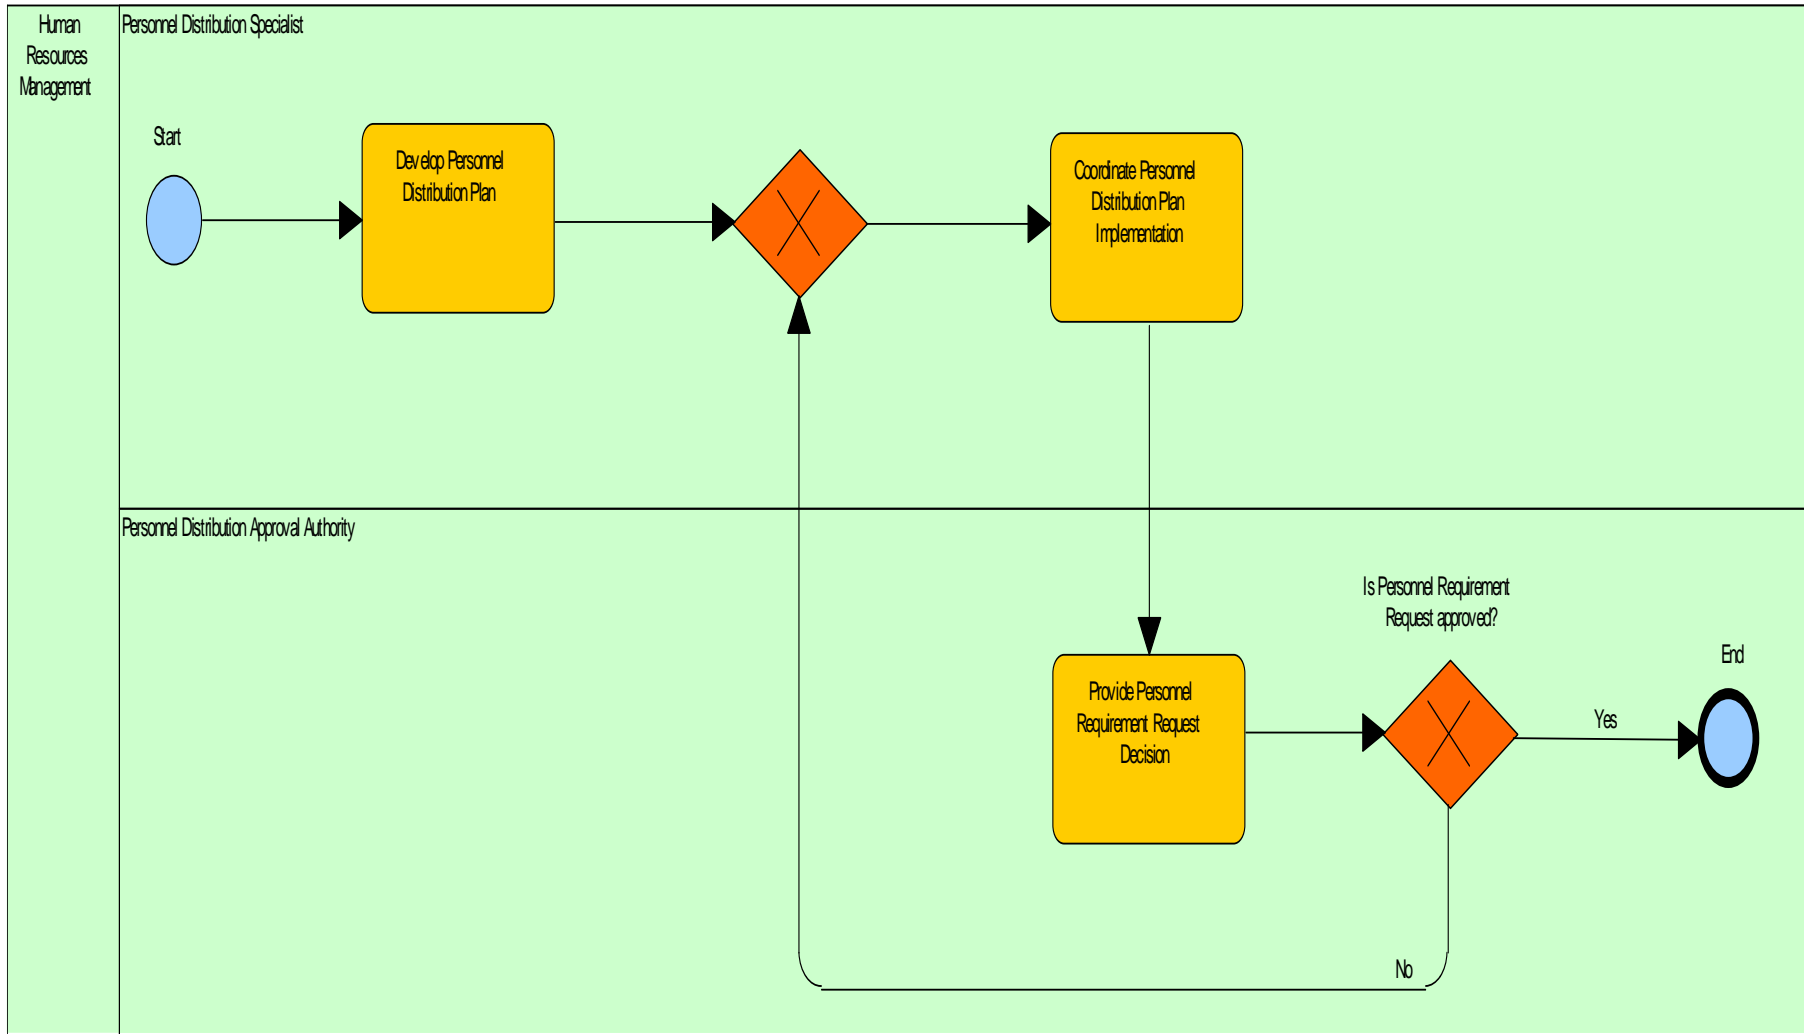 Human
Resources
Management
Personnel Distribution Specialist
Start
Develop Personnel
Distribution Plan
Coordinate Personnel
Distribution Plan
Implementation
Personnel Distribution Approval Authority
Is Personnel Requirement
Request approved?
End
Provide Personnel
Requirement Request
Decision
Yes
No